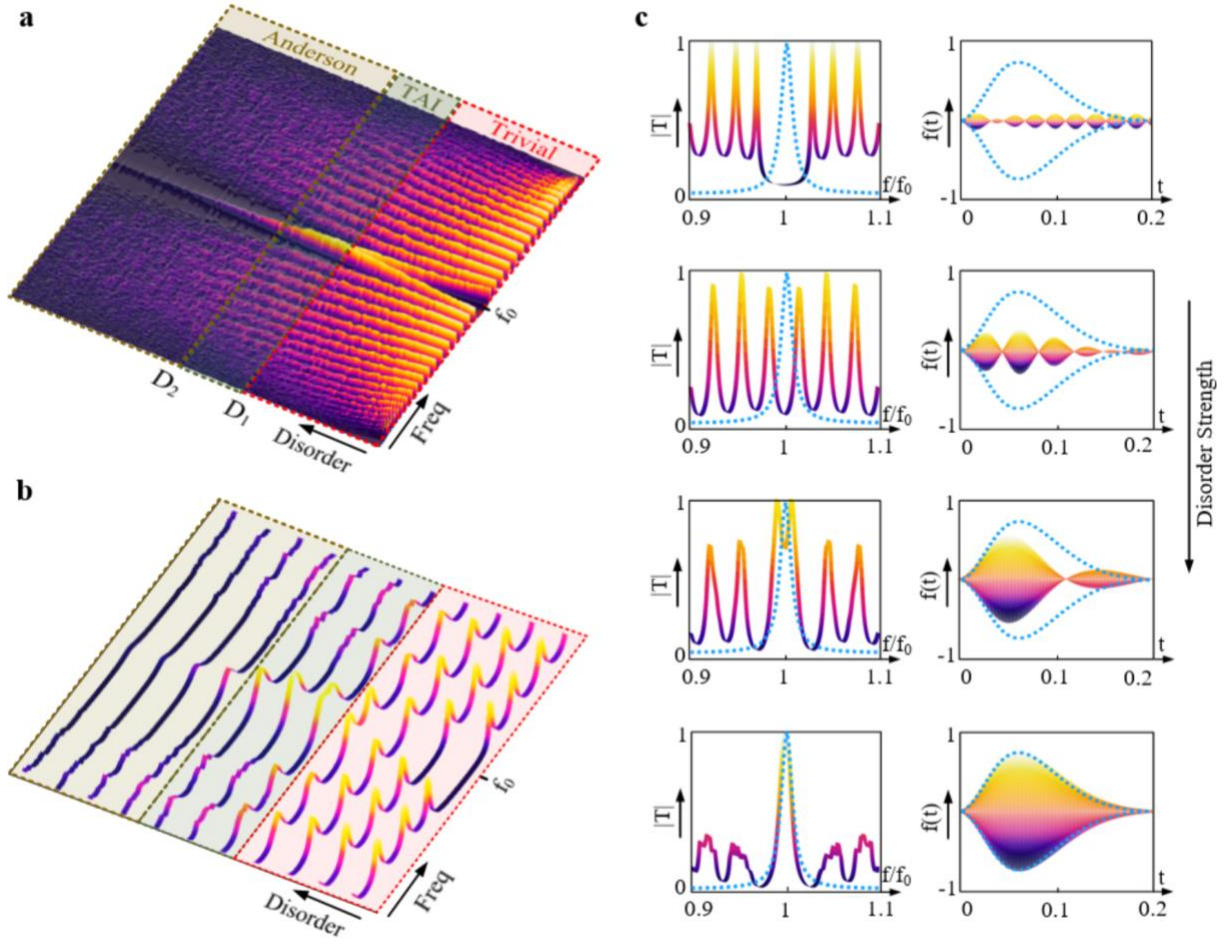 a
Anderson
TAI
Trivial
f₀
D₂
D₁
Disorder
Freq
b
f₀
Disorder
Freq
c
1
|T|
0
f/f₀
0.9
1
1.1
1
f(t)
-1
t
0
0.1
0.2
1
|T|
0
f/f₀
0.9
1
1.1
1
f(t)
-1
t
0
0.1
0.2
1
|T|
0
f/f₀
0.9
1
1.1
1
f(t)
-1
t
0
0.1
0.2
1
|T|
0
f/f₀
0.9
1
1.1
1
f(t)
-1
t
0
0.1
0.2
Disorder Strength